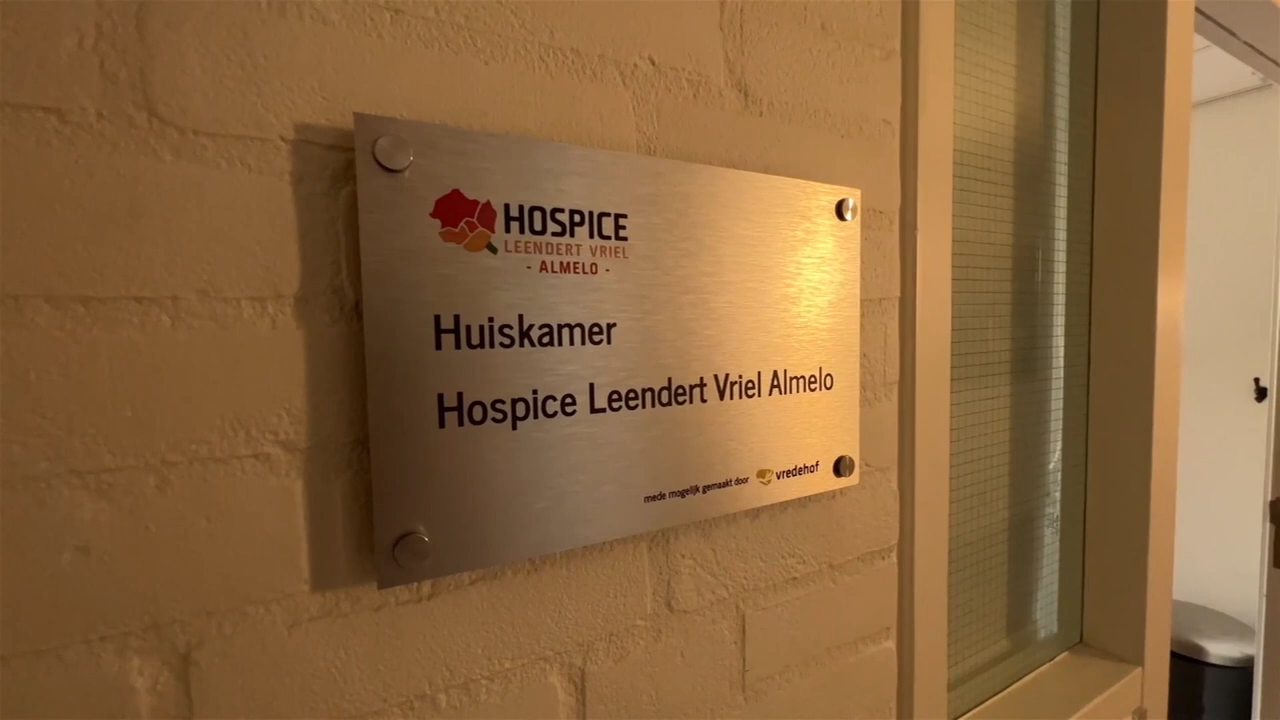 HOSPICE
LEENDERT VRIEL
- ALMELO -
Huiskamer
Hospice Leendert Vriel Almelo
mede mogelijk gemaakt door vredehof